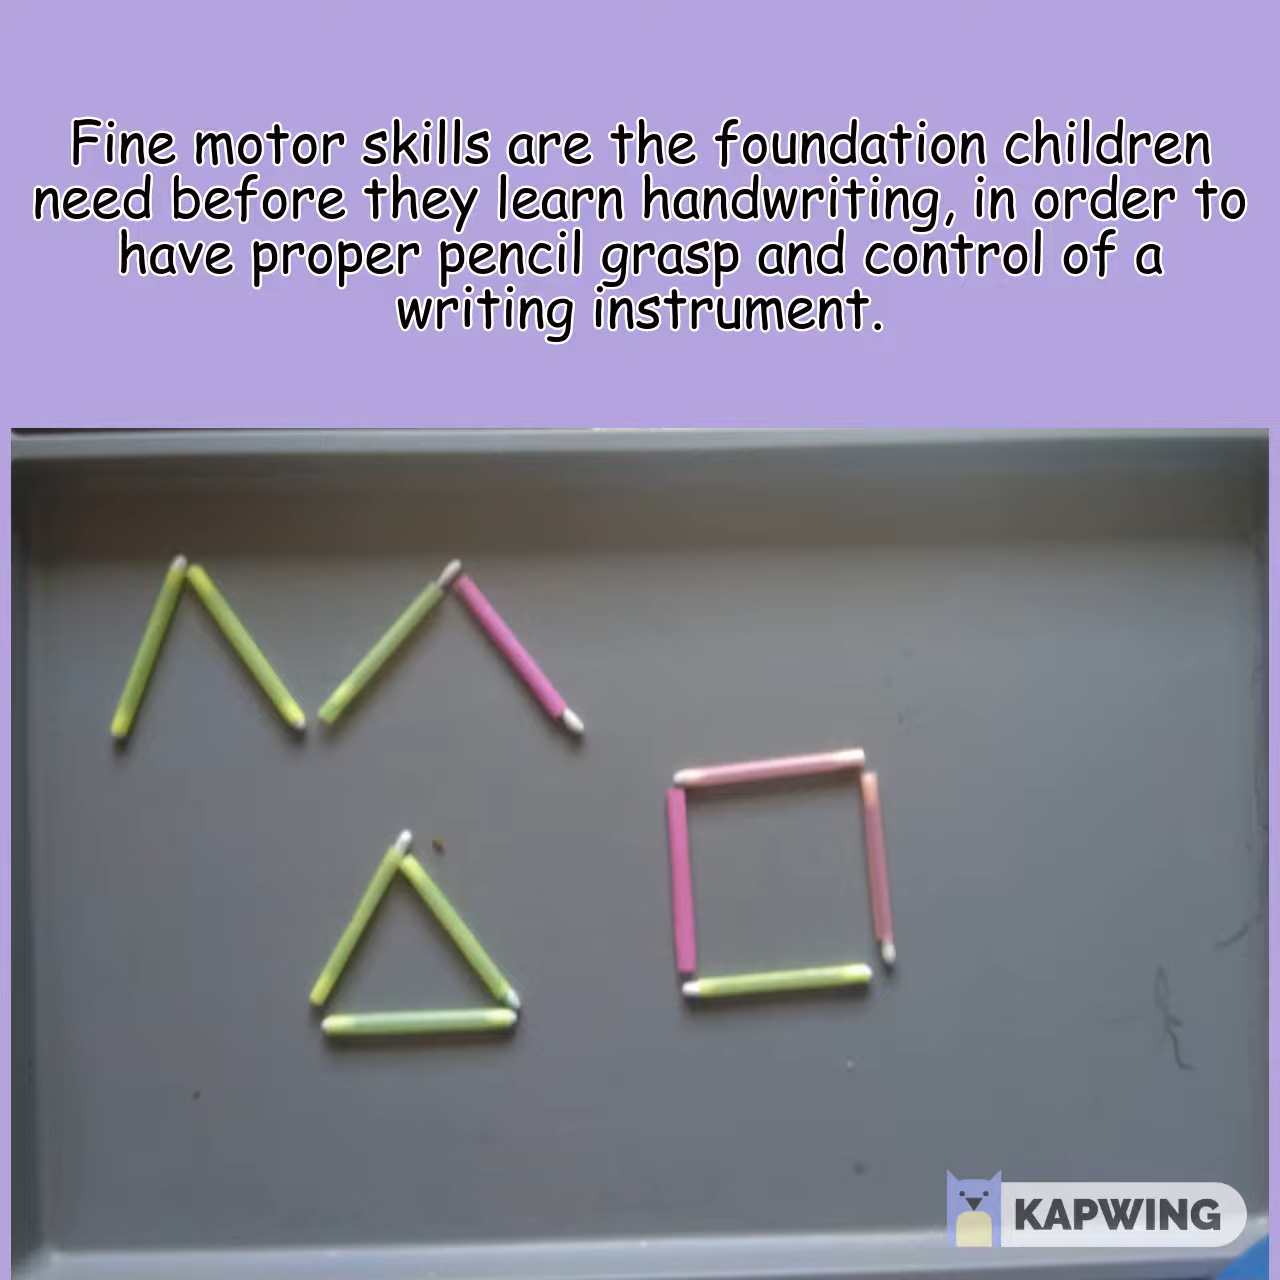 Fine motor skills are the foundation children
need before they learn handwriting, in order to
have proper pencil grasp and control of a
writing instrument.
KAPWING